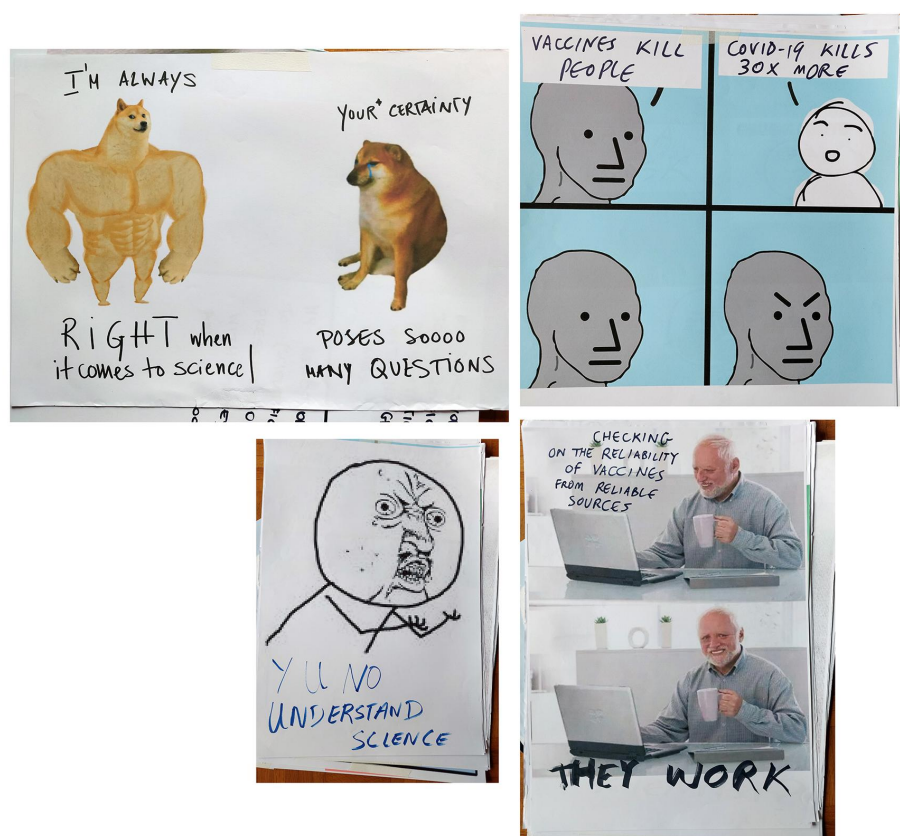 I'M ALWAYS
RIGHT when
it comes to science!
YOUR* CERTAINTY
POSES SOOOO
MANY QUESTIONS
VACCINES KILL
PEOPLE
COVID-19 KILLS
30X MORE
Y U NO
UNDERSTAND
SCIENCE
CHECKING
ON THE RELIABILITY
OF VACCINES
FROM RELIABLE
SOURCES
THEY WORK